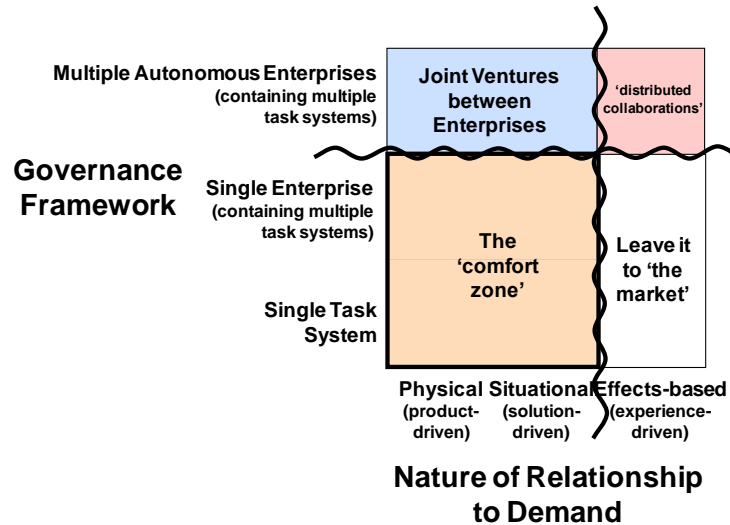 Multiple Autonomous Enterprises
(containing multiple
task systems)
Joint Ventures
between
Enterprises
‘distributed
collaborations’
Governance
Framework
Single Enterprise
(containing multiple
task systems)
The
‘comfort
zone’
Leave it
to ‘the
market’
Single Task
System
Physical
(product-
driven)
Situational
(solution-
driven)
Effects-based
(experience-
driven)
Nature of Relationship
to Demand